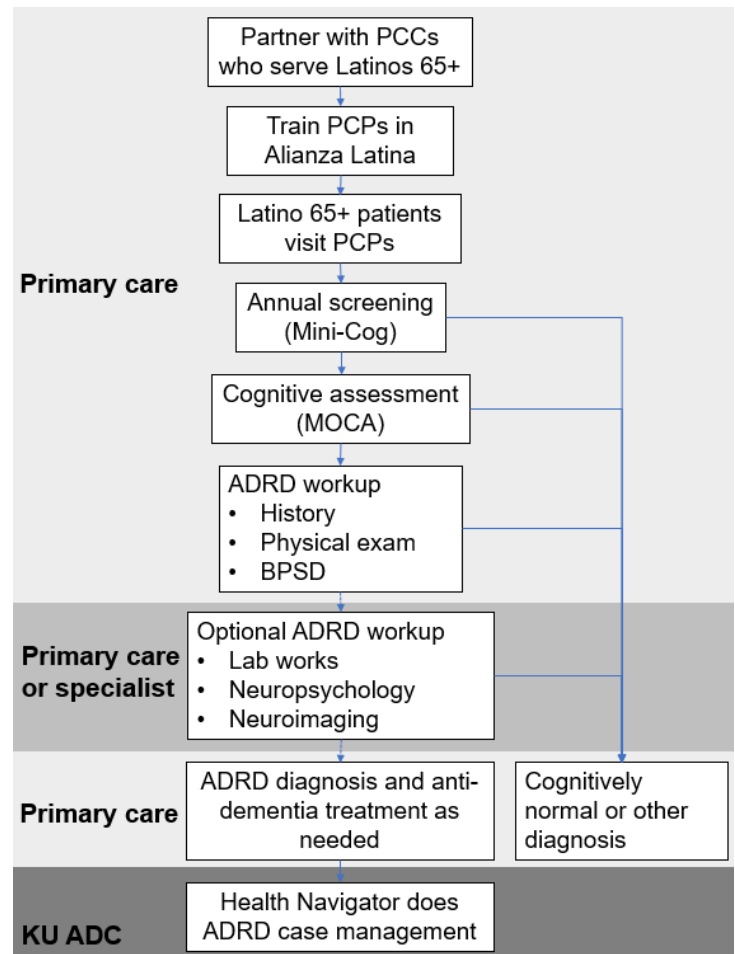 Partner with PCCs
who serve Latinos 65+
Train PCPs in
Alianza Latina
Latino 65+ patients
visit PCPs
Primary care
Annual screening
(Mini-Cog)
Cognitive assessment
(MOCA)
ADRD workup
• History
• Physical exam
• BPSD
Primary care
or specialist
Optional ADRD workup
• Lab works
• Neuropsychology
• Neuroimaging
Primary care
ADRD diagnosis and anti-
dementia treatment as
needed
Cognitively
normal or other
diagnosis
KU ADC
Health Navigator does
ADRD case management